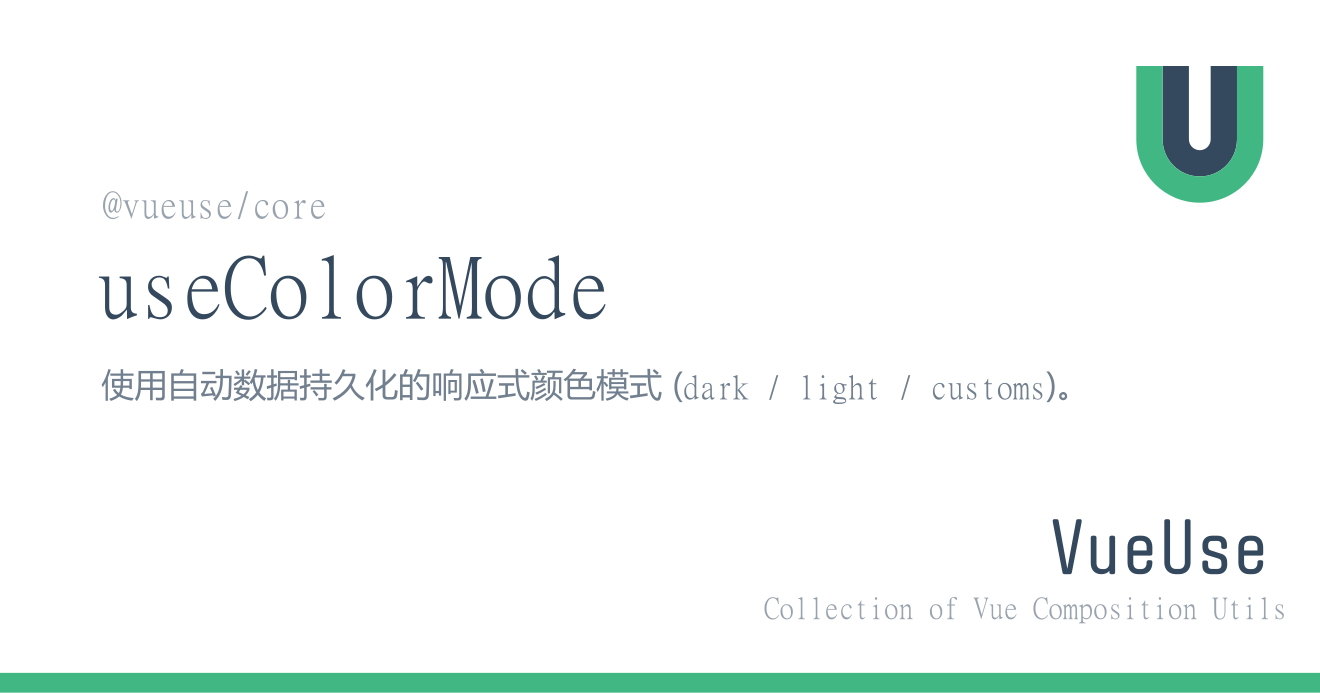 @vueuse/core
useColorMode
使用自动数据持久化的响应式颜色模式 (dark / light / customs)。
VueUse
Collection of Vue Composition Utils